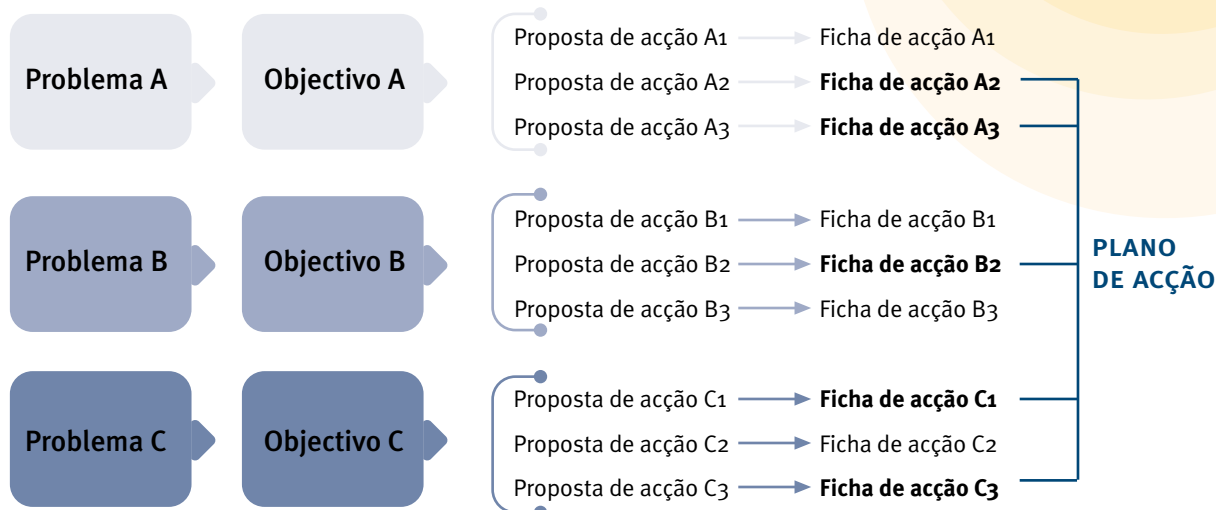 Problema A
Objectivo A
Proposta de acção A1
Ficha de acção A1
Proposta de acção A2
Ficha de acção A2
Proposta de acção A3
Ficha de acção A3
Problema B
Objectivo B
Proposta de acção B1
Ficha de acção B1
Proposta de acção B2
Ficha de acção B2
Proposta de acção B3
Ficha de acção B3
Problema C
Objectivo C
Proposta de acção C1
Ficha de acção C1
Proposta de acção C2
Ficha de acção C2
Proposta de acção C3
Ficha de acção C3
PLANO
DE ACÇÃO